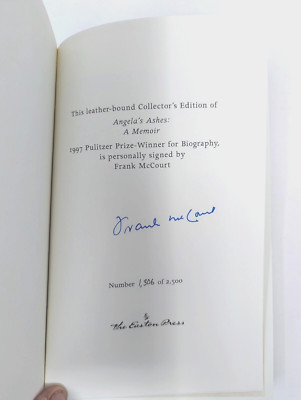 This leather-bound Collector's Edition of
Angela's Ashes:
A Memoir
1997 Pulitzer Prize-Winner for Biography,
is personally signed by
Frank McCourt
Frank McCourt
Number 1,506 of 2,500
The Easton Press